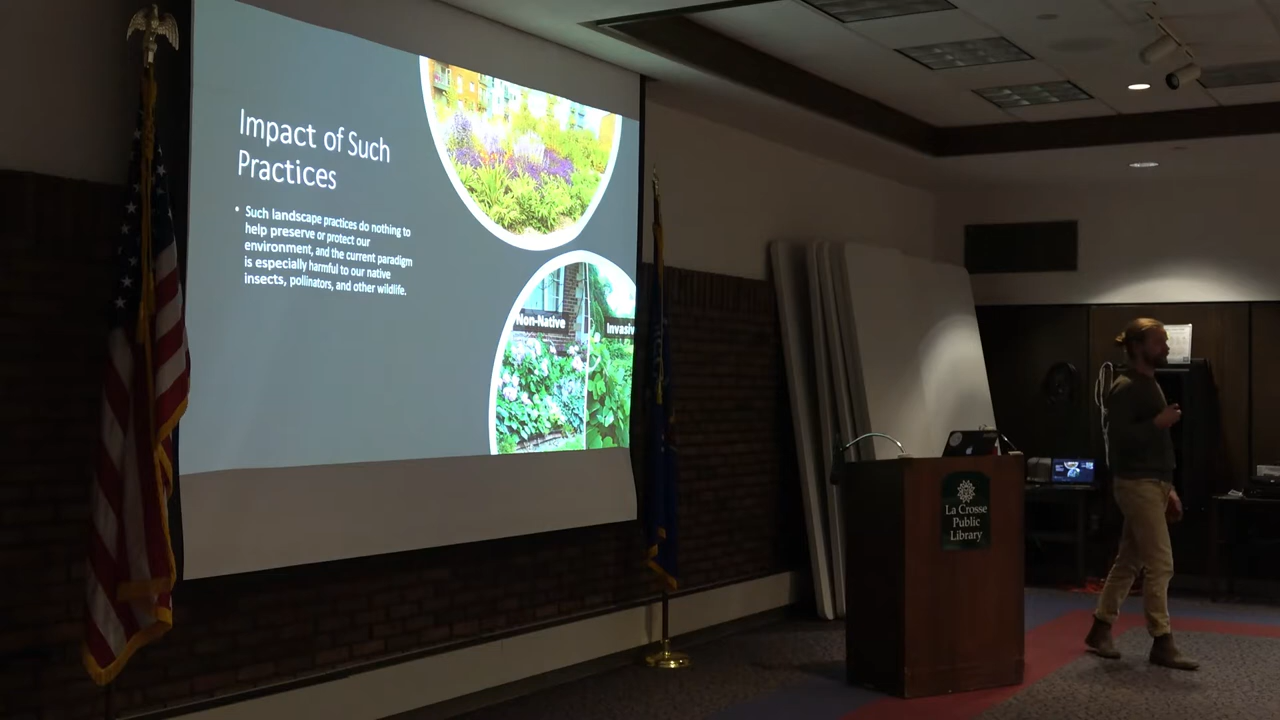 Impact of Such
Practices
• Such landscape practices do nothing to
help preserve or protect our
environment, and the current paradigm
is especially harmful to our native
insects, pollinators, and other wildlife.
Non-Native
Invasiv
La Crosse
Public
Library